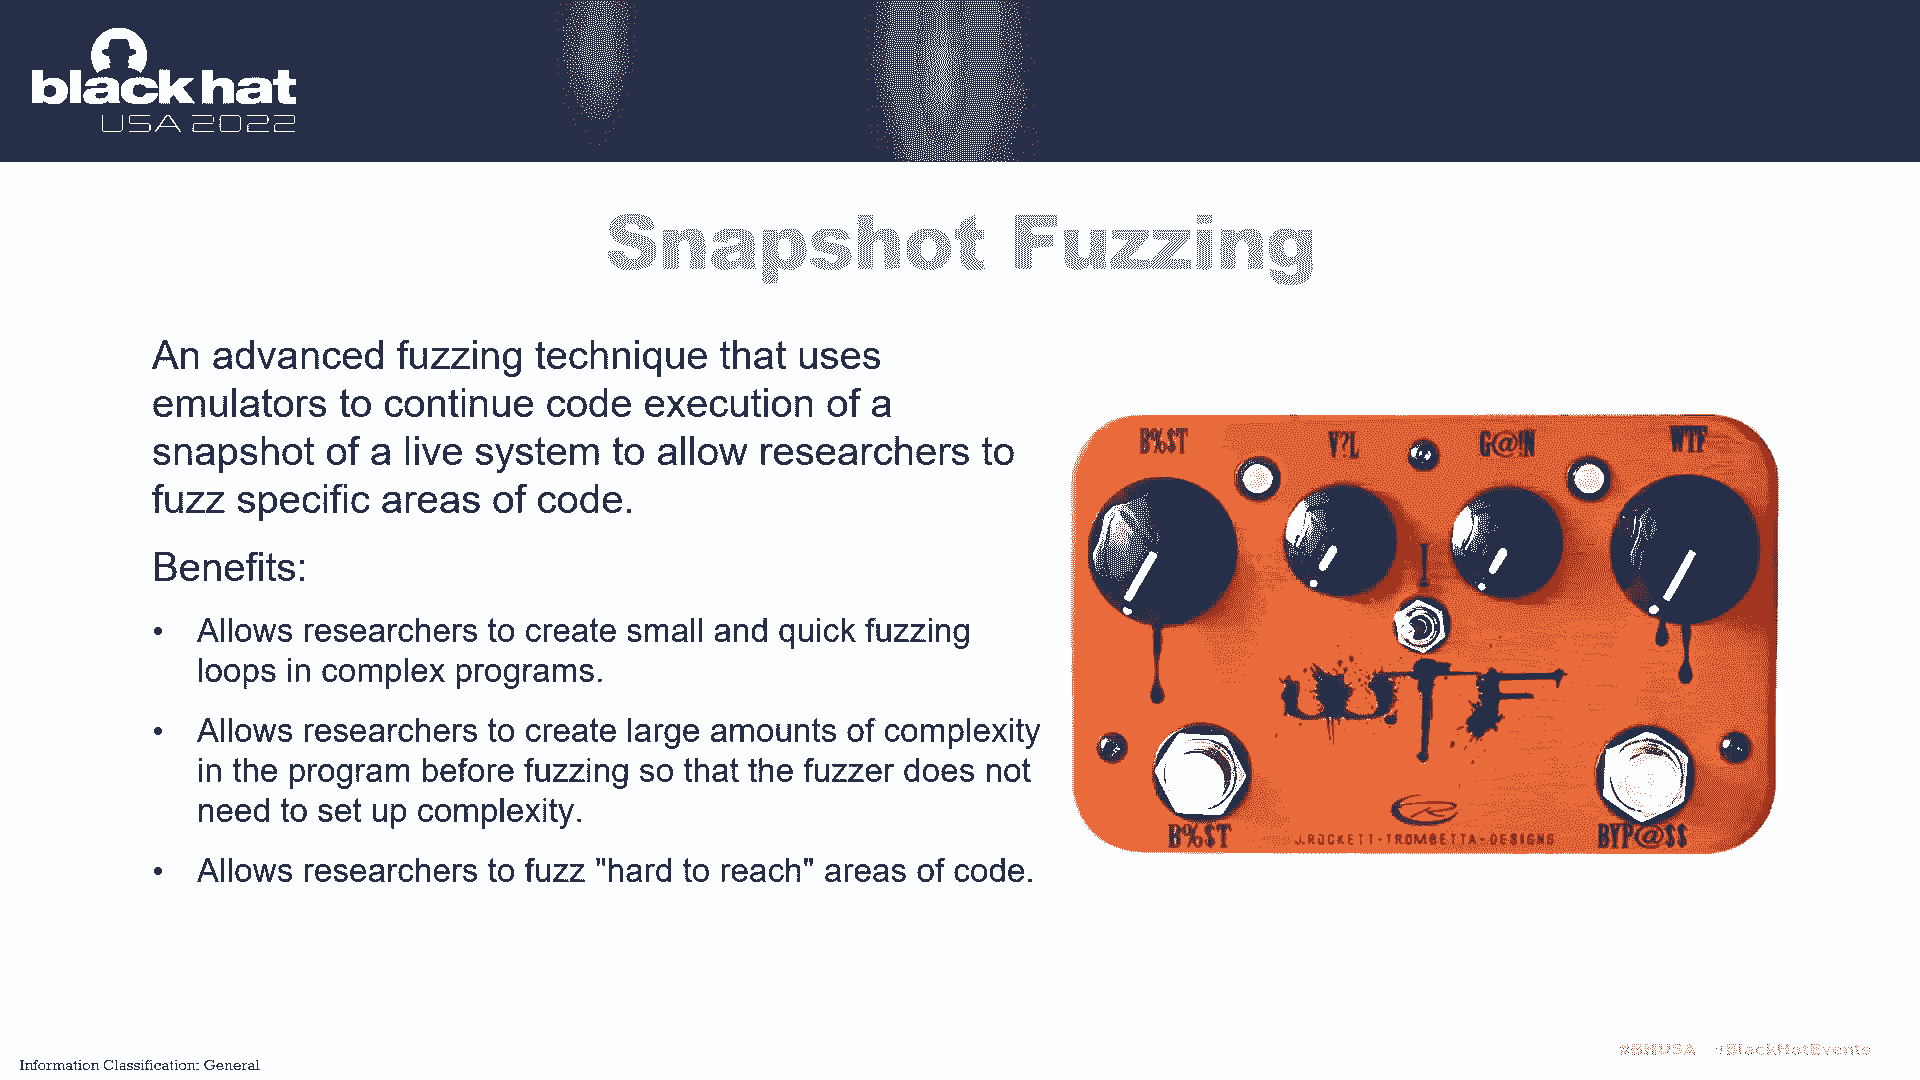 black hat
USA 2022
Snapshot Fuzzing
An advanced fuzzing technique that uses
emulators to continue code execution of a
snapshot of a live system to allow researchers to
fuzz specific areas of code.
Benefits:
• Allows researchers to create small and quick fuzzing
loops in complex programs.
• Allows researchers to create large amounts of complexity
in the program before fuzzing so that the fuzzer does not
need to set up complexity.
• Allows researchers to fuzz "hard to reach" areas of code.
B%$T V?L G@!N WTF
!
WTF
B%$T J.ROCKETT-TROMBETTA-DESIGNS BYP@$$
#BHUSA #BlackHatEvents
Information Classification: General